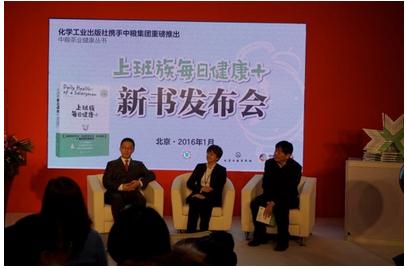 化学工业出版社携手中粮集团重磅推出
中粮茶业健康丛书
上班族每日健康+
新书发布会
Daily Health
of a Salaryman
上班族
每日健康+
北京·2016年1月